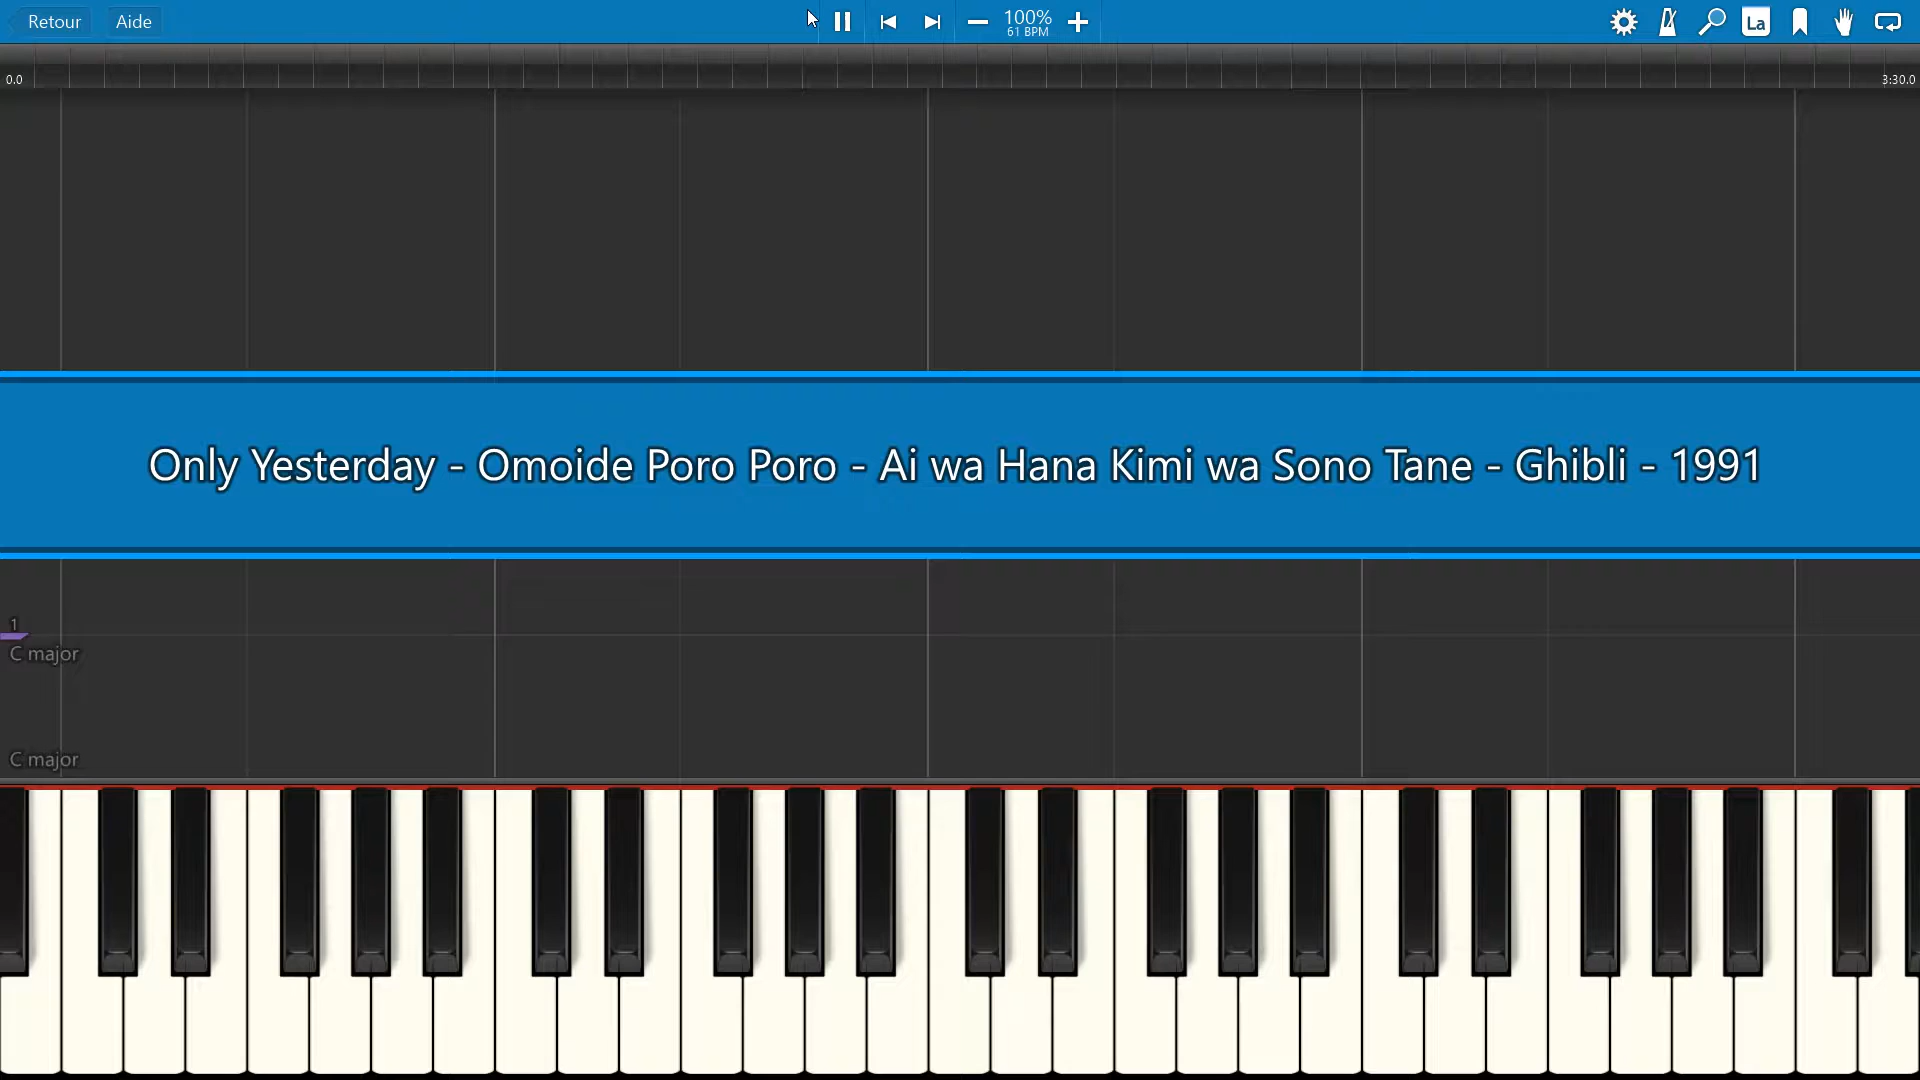 Retour
Aide
100%
61 BPM
La
0.0
3:30.0
Only Yesterday - Omoide Poro Poro - Ai wa Hana Kimi wa Sono Tane - Ghibli - 1991
1
C major
C major